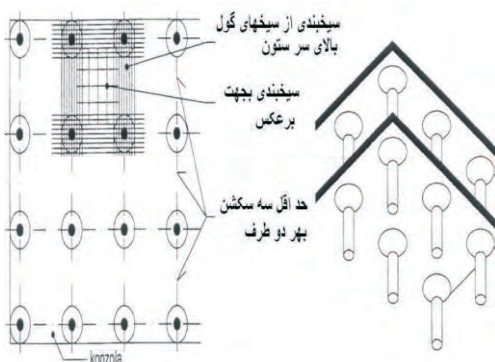 سیخبندی از سیخهای گول
بالای سر ستون
سیخبندی بجهت
برعکس
حد اقل سه سکشن
بهر دو طرف
konzola